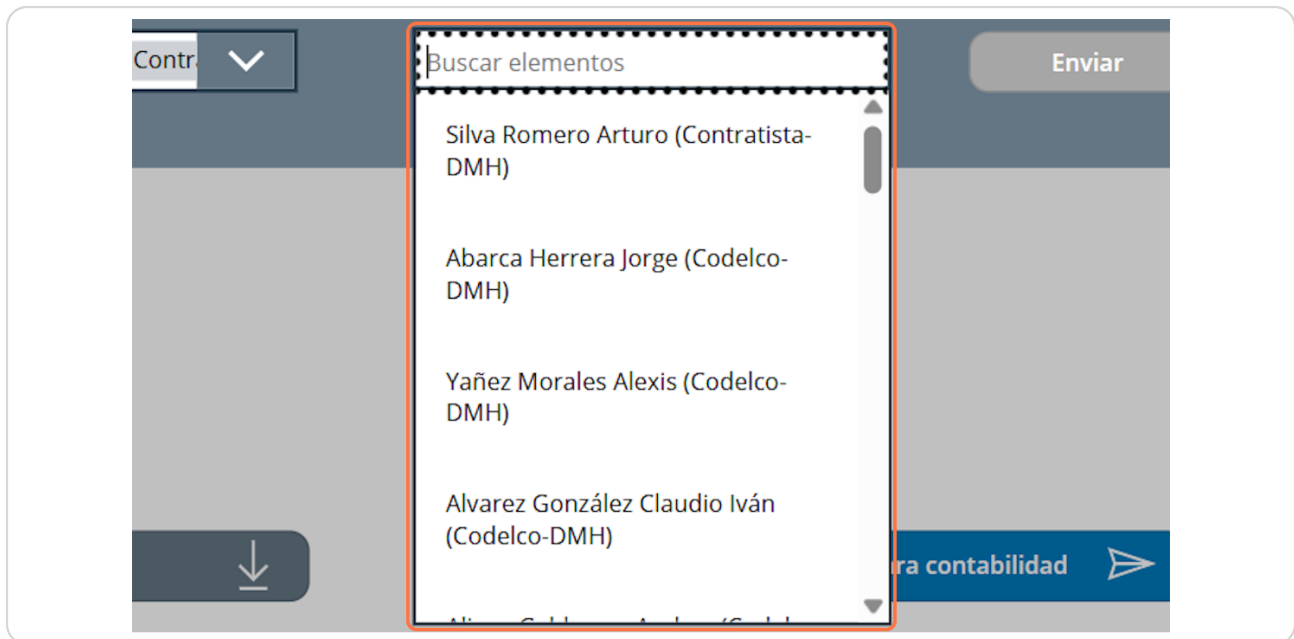 Contr
Buscar elementos
Enviar
Silva Romero Arturo (Contratista-
DMH)
Abarca Herrera Jorge (Codelco-
DMH)
Yañez Morales Alexis (Codelco-
DMH)
Alvarez González Claudio Iván
(Codelco-DMH)
ra contabilidad